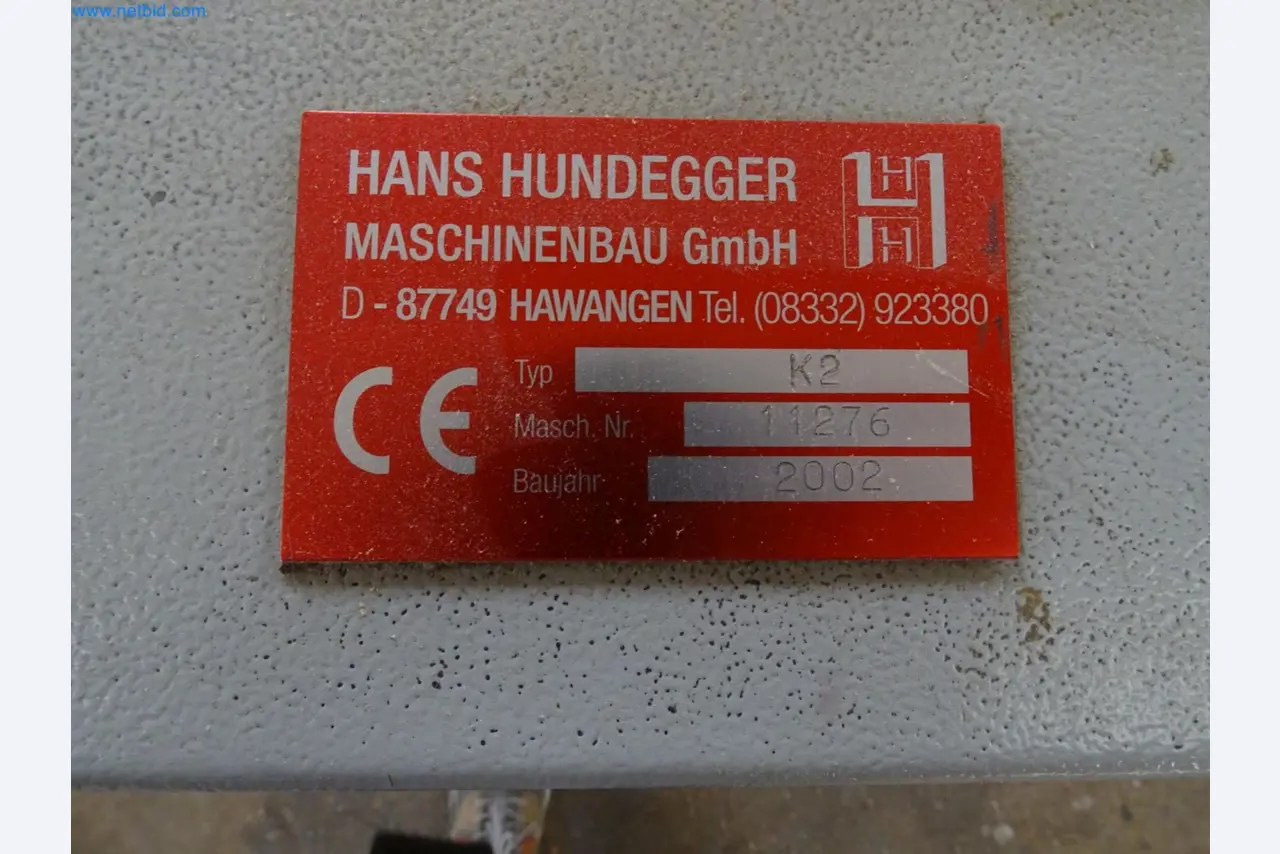 www.netbid.com
HANS HUNDEGGER
MASCHINENBAU GmbH
H
H
D - 87749 HAWANGEN Tel. (08332) 923380
CE
Typ K2
Masch. Nr. 11276
Baujahr 2002